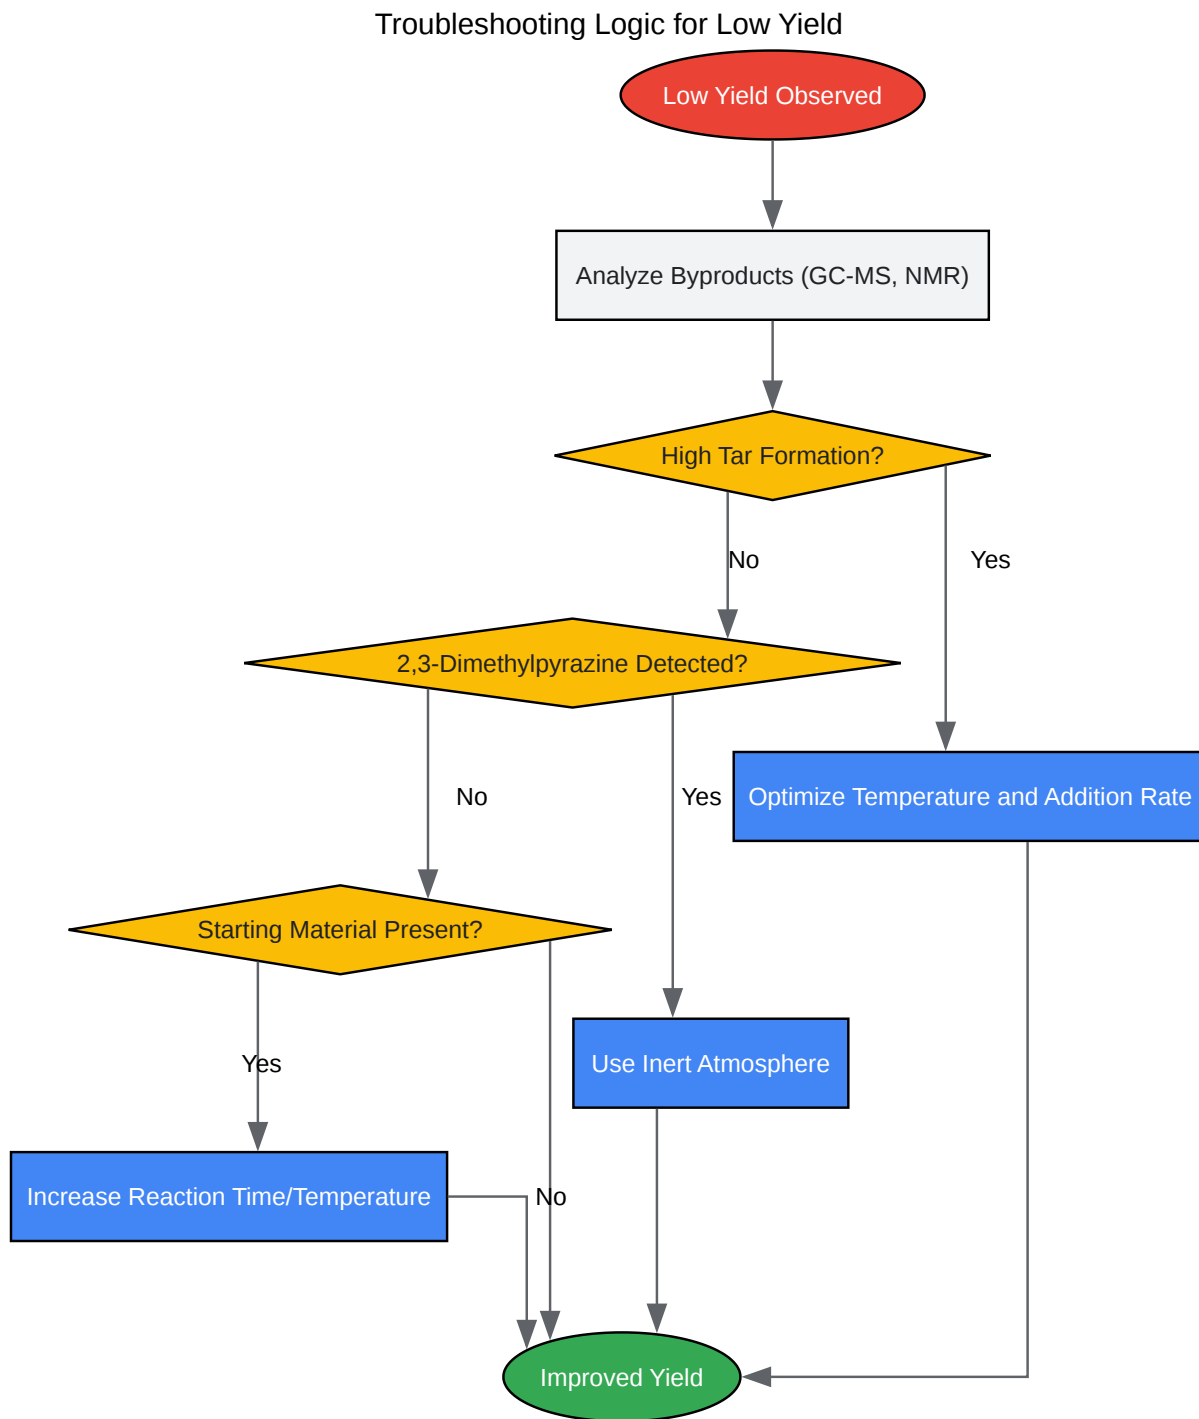 Troubleshooting Logic for Low Yield
Low Yield Observed
Analyze Byproducts (GC-MS, NMR)
High Tar Formation?
No
Yes
2,3-Dimethylpyrazine Detected?
No
Yes
Optimize Temperature and Addition Rate
Starting Material Present?
Yes
Use Inert Atmosphere
Increase Reaction Time/Temperature
No
Improved Yield